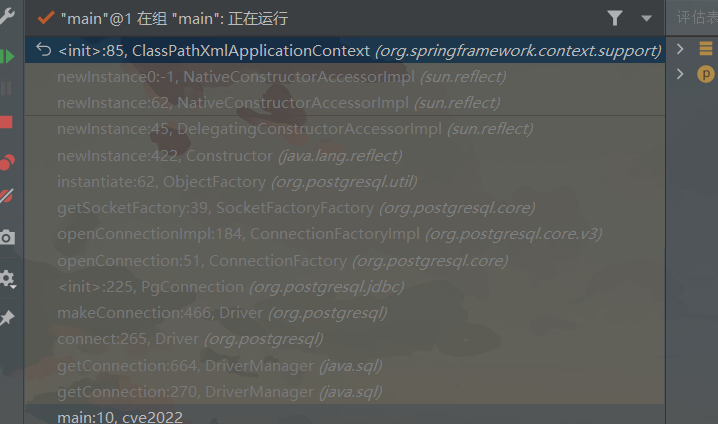 "main"@1 在组 "main": 正在运行
评估表
<init>:85, ClassPathXmlApplicationContext (org.springframework.context.support)
newInstance0:-1, NativeConstructorAccessorImpl (sun.reflect)
newInstance:62, NativeConstructorAccessorImpl (sun.reflect)
newInstance:45, DelegatingConstructorAccessorImpl (sun.reflect)
newInstance:422, Constructor (java.lang.reflect)
instantiate:62, ObjectFactory (org.postgresql.util)
getSocketFactory:39, SocketFactoryFactory (org.postgresql.core)
openConnectionImpl:184, ConnectionFactoryImpl (org.postgresql.core.v3)
openConnection:51, ConnectionFactory (org.postgresql.core)
<init>:225, PgConnection (org.postgresql.jdbc)
makeConnection:466, Driver (org.postgresql)
connect:265, Driver (org.postgresql)
getConnection:664, DriverManager (java.sql)
getConnection:270, DriverManager (java.sql)
main:10, cve2022
p